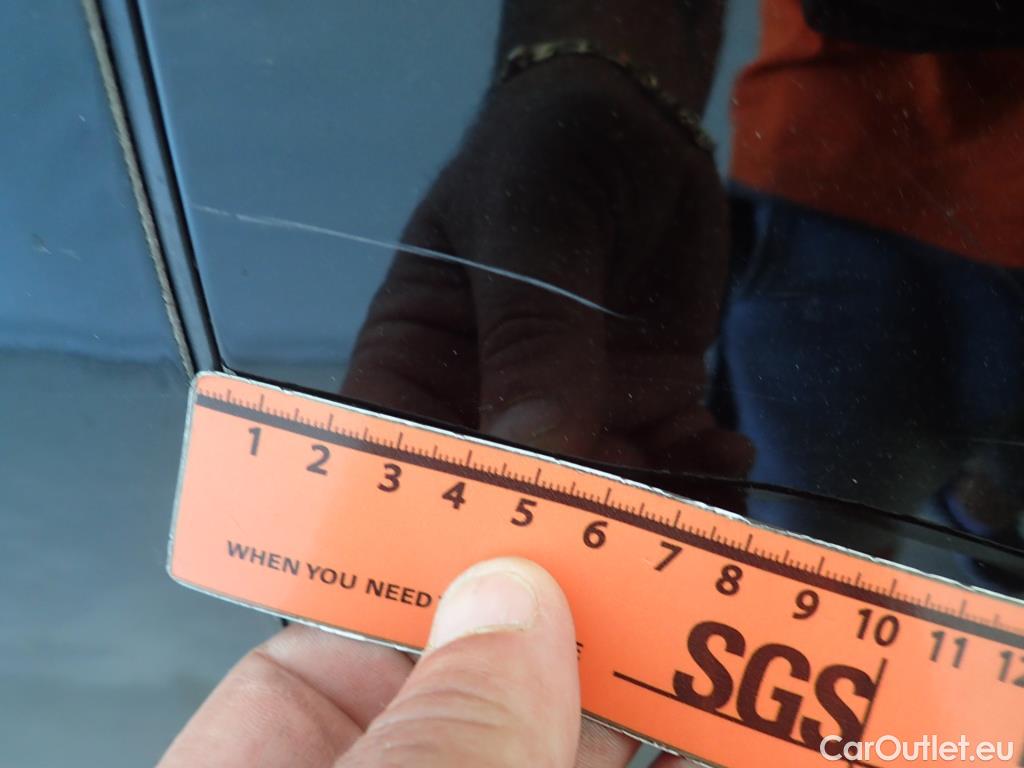 1 2 3 4 5 6 7 8 9 10 11 12
WHEN YOU NEED
SGS
CarOutlet.eu